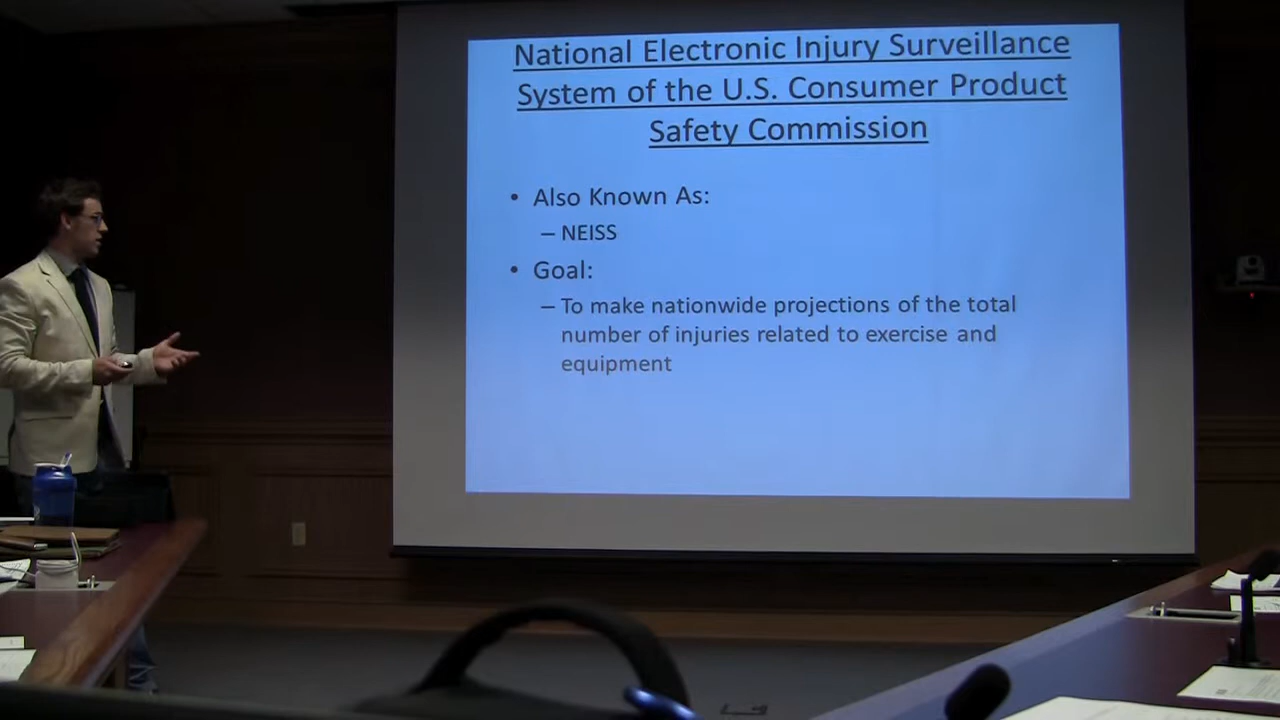 National Electronic Injury Surveillance
System of the U.S. Consumer Product
Safety Commission
• Also Known As:
– NEISS
• Goal:
– To make nationwide projections of the total
number of injuries related to exercise and
equipment